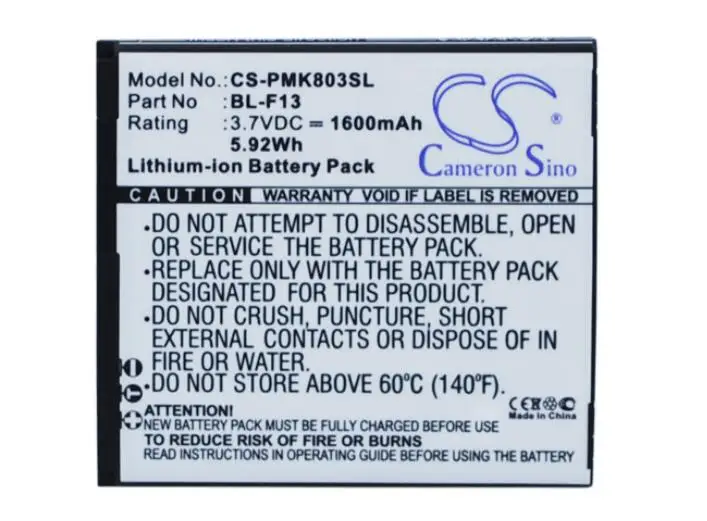 Model No.: CS-PMK803SL
Part No : BL-F13
Rating : 3.7VDC ⎓ 1600mAh
5.92Wh
Lithium-ion Battery Pack
CS
Cameron Sino
CAUTION WARRANTY VOID IF LABEL IS REMOVED
•DO NOT ATTEMPT TO DISASSEMBLE, OPEN
OR SERVICE THE BATTERY PACK.
•REPLACE ONLY WITH THE BATTERY PACK
DESIGNATED FOR THIS PRODUCT.
•DO NOT CRUSH, PUNCTURE, SHORT
EXTERNAL CONTACTS OR DISPOSE OF IN
FIRE OR WATER.
•DO NOT STORE ABOVE 60°C (140°F).
ATTENTION!
NEW BATTERY PACK MUST BE FULLY CHARGED BEFORE USE
TO REDUCE RISK OF FIRE OR BURNS
READ THIS IN OPERATING GUIDE BEFORE USE
CE
Made in China